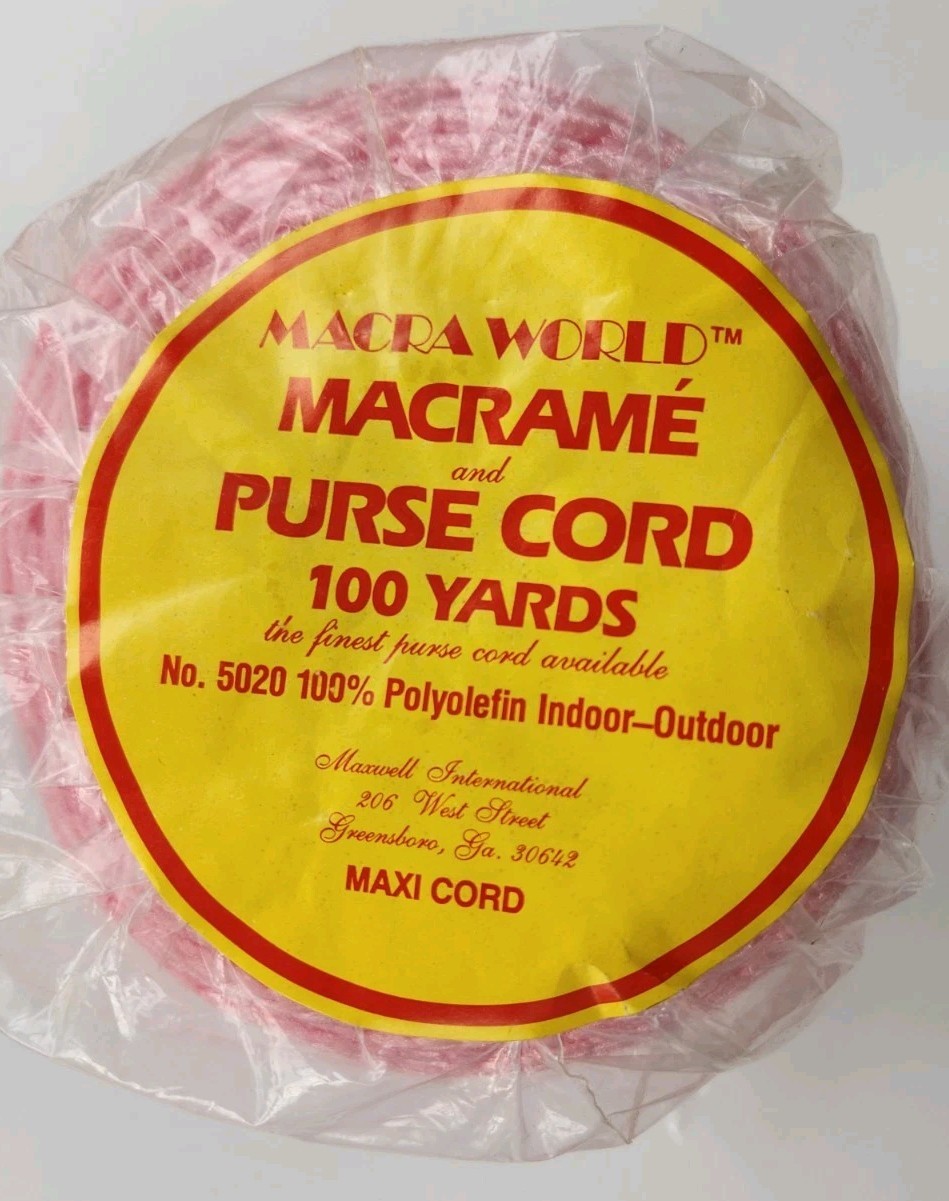 MACRA WORLD™
MACRAMÉ
and
PURSE CORD
100 YARDS
the finest purse cord available
No. 5020 100% Polyolefin Indoor–Outdoor
Maxwell International
206 West Street
Greensboro, Ga. 30642
MAXI CORD